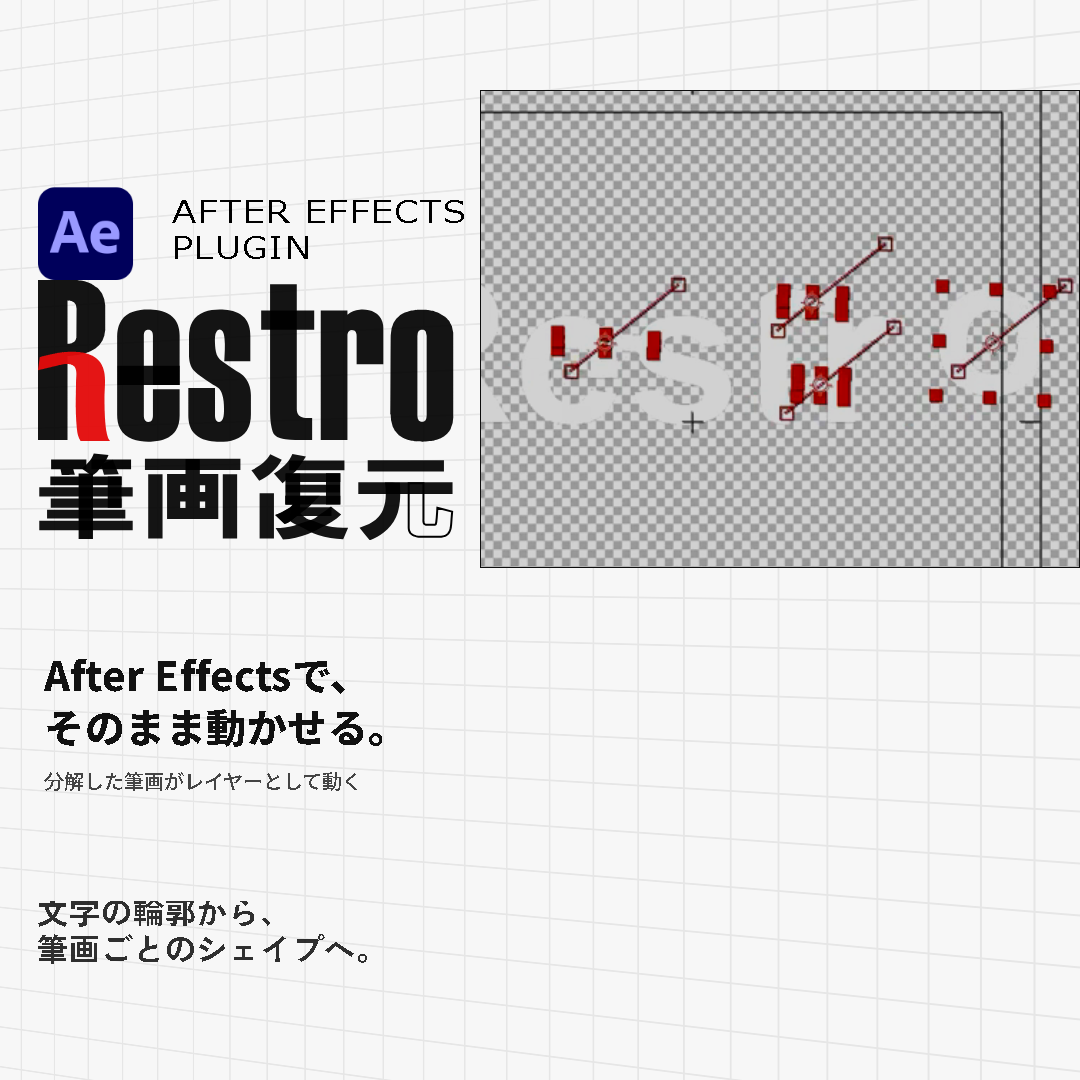 Ae
AFTER EFFECTS
PLUGIN
Restro
筆画復元
estro
After Effectsで、
そのまま動かせる。
分解した筆画がレイヤーとして動く
文字の輪郭から、
筆画ごとのシェイプへ。